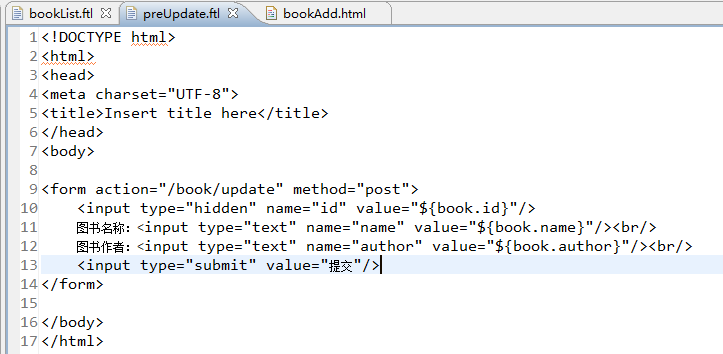 bookList.ftl preUpdate.ftl bookAdd.html
1 <!DOCTYPE html>
2 <html>
3 <head>
4 <meta charset="UTF-8">
5 <title>Insert title here</title>
6 </head>
7 <body>
8
9 <form action="/book/update" method="post">
10     <input type="hidden" name="id" value="${book.id}"/>
11     图书名称：<input type="text" name="name" value="${book.name}"/><br/>
12     图书作者：<input type="text" name="author" value="${book.author}"/><br/>
13     <input type="submit" value="提交"/>
14 </form>
15
16 </body>
17 </html>